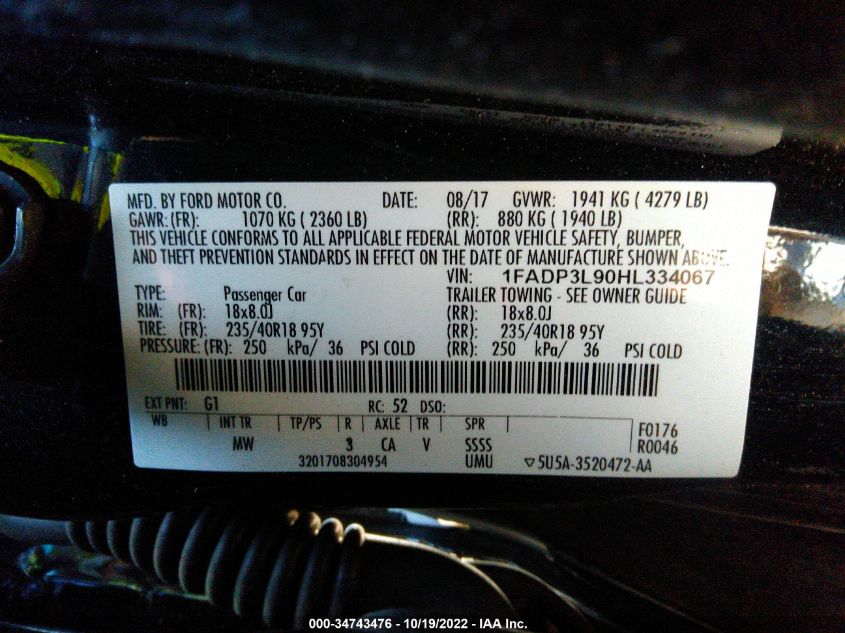 MFD. BY FORD MOTOR CO. DATE: 08/17 GVWR: 1941 KG ( 4279 LB)
GAWR: (FR): 1070 KG ( 2360 LB) (RR): 880 KG ( 1940 LB)
THIS VEHICLE CONFORMS TO ALL APPLICABLE FEDERAL MOTOR VEHICLE SAFETY, BUMPER,
AND THEFT PREVENTION STANDARDS IN EFFECT ON THE DATE OF MANUFACTURE SHOWN ABOVE.
VIN: 1FADP3L90HL334067
TYPE: Passenger Car TRAILER TOWING - SEE OWNER GUIDE
RIM: (FR): 18x8.0J (RR): 18x8.0J
TIRE: (FR): 235/40R18 95Y (RR): 235/40R18 95Y
PRESSURE: (FR): 250 kPa/ 36 PSI COLD (RR): 250 kPa/ 36 PSI COLD
EXT PNT: G1 RC: 52 DSO:
WB INT TR TP/PS R AXLE TR SPR F0176
MW 3 CA V SSSS R0046
3201708304954 UMU ▽5U5A-3520472-AA
000-34743476 - 10/19/2022 - IAA Inc.